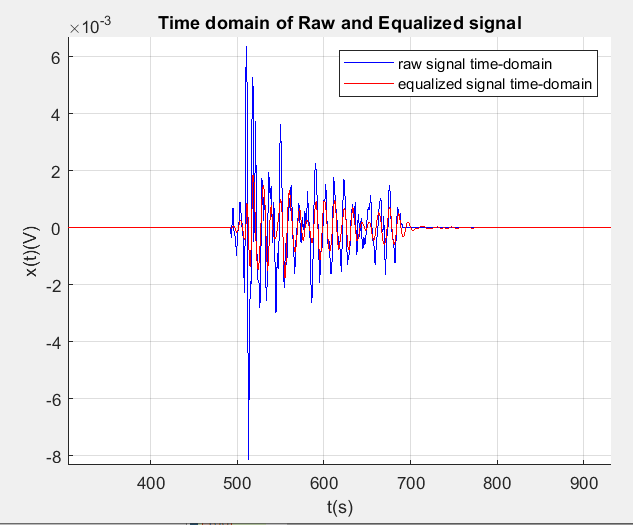 Time domain of Raw and Equalized signal
×10⁻³
raw signal time-domain
equalized signal time-domain
6
4
2
0
-2
-4
-6
-8
x(t)(V)
400 500 600 700 800 900
t(s)